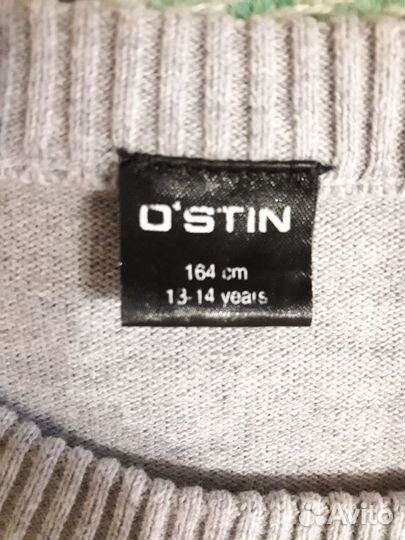 O'STIN
164 cm
13-14 years
Avito